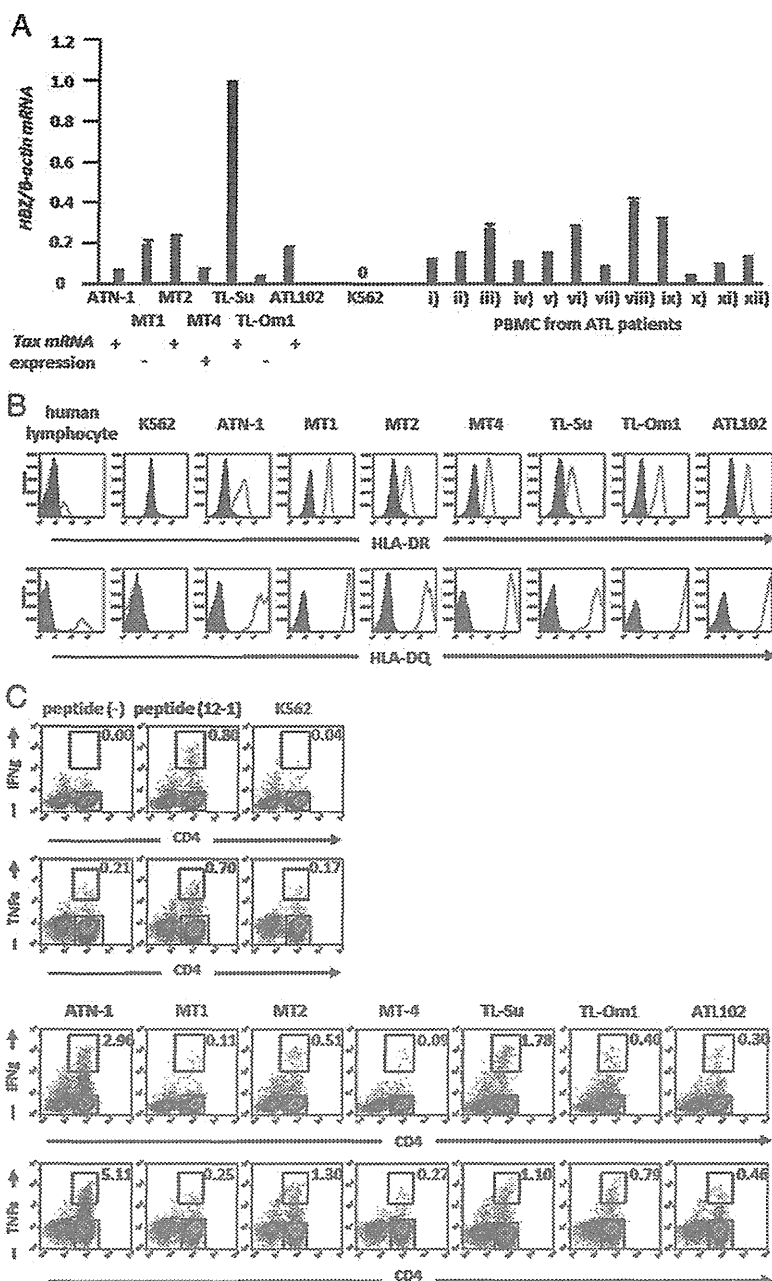 A
1.2
1.0
0.8
0.6
0.4
0.2
0
HBZ/β-actin mRNA
0
ATN-1 MT2 TL-Su ATL102 K562 i) ii) iii) iv) v) vi) vii) viii) ix) x) xi) xii)
MT1 MT4 TL-Om1 PBMC from ATL patients
Tax mRNA + + + +
expression - + -
B
human
lymphocyte K562 ATN-1 MT1 MT2 MT4 TL-Su TL-Om1 ATL102
HLA-DR
HLA-DQ
C
peptide (-) peptide (12-1) K562
0.00 0.80 0.04
IFNg
CD4
0.21 0.70 0.17
TNFa
CD4
ATN-1 MT1 MT2 MT-4 TL-Su TL-Om1 ATL102
2.96 0.11 0.51 0.09 1.78 0.40 0.30
IFNg
CD4
5.11 0.25 1.30 0.27 1.10 0.79 0.46
TNFa
CD4